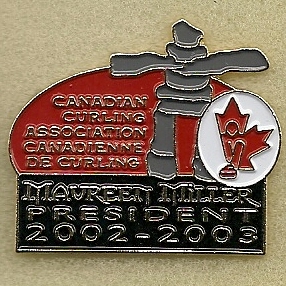 CANADIAN
CURLING
ASSOCIATION
CANADIENNE
DE CURLING
MAUREEN MILLER
PRESIDENT
2002-2003